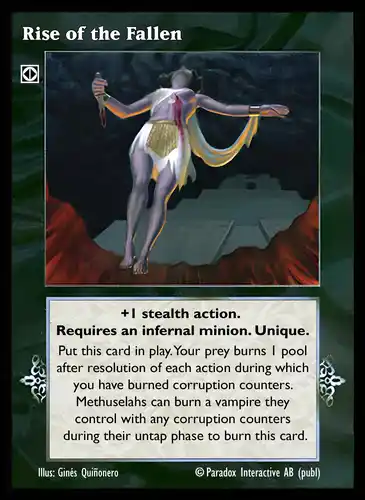 Rise of the Fallen
+1 stealth action.
Requires an infernal minion. Unique.
Put this card in play. Your prey burns 1 pool
after resolution of each action during which
you have burned corruption counters.
Methuselahs can burn a vampire they
control with any corruption counters
during their untap phase to burn this card.
Illus: Ginés Quiñonero
© Paradox Interactive AB (publ)